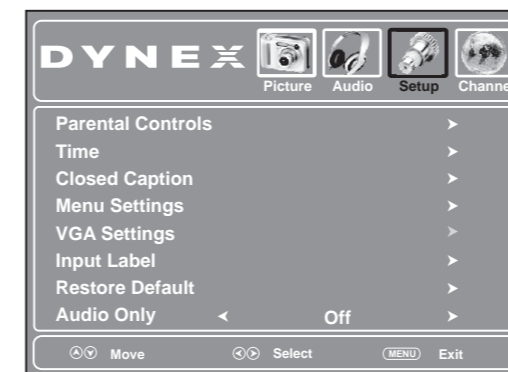 DYNEX
Picture Audio Setup Channe
Parental Controls
Time
Closed Caption
Menu Settings
VGA Settings
Input Label
Restore Default
Audio Only Off
Move Select MENU Exit